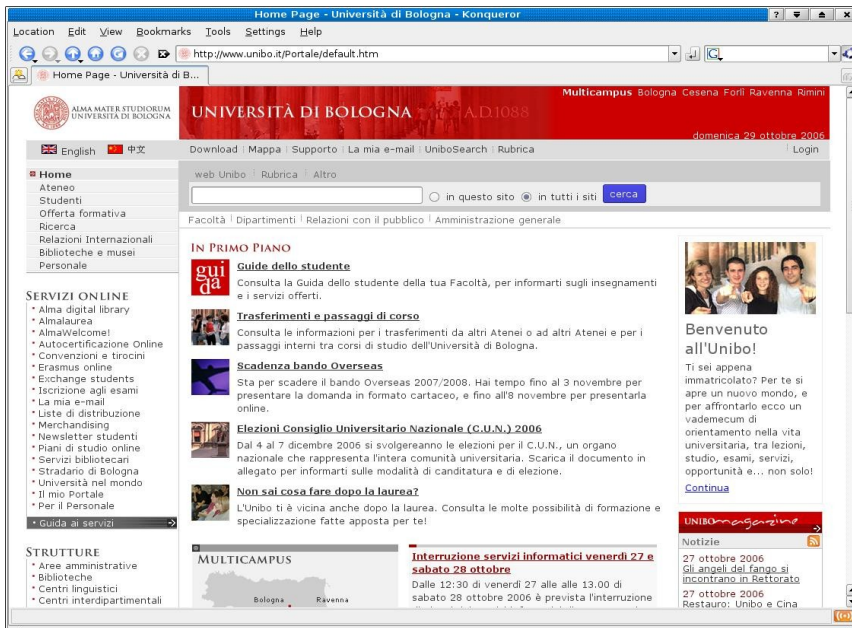 Home Page - Università di Bologna - Konqueror
Location Edit View Bookmarks Tools Settings Help
http://www.unibo.it/Portale/default.htm
Home Page - Università di B...
ALMA MATER STUDIORUM
UNIVERSITÀ DI BOLOGNA
UNIVERSITÀ DI BOLOGNA A.D.1088
Multicampus Bologna Cesena Forlì Ravenna Rimini
domenica 29 ottobre 2006
English 中文
Download Mappa Supporto La mia e-mail UniboSearch Rubrica
Login
Home
Ateneo
Studenti
Offerta formativa
Ricerca
Relazioni Internazionali
Biblioteche e musei
Personale
SERVIZI ONLINE
Alma digital library
Almalaurea
AlmaWelcome!
Autocertificazione Online
Convenzioni e tirocini
Erasmus online
Exchange students
Iscrizione agli esami
La mia e-mail
Liste di distribuzione
Merchandising
Newsletter studenti
Piani di studio online
Servizi bibliotecari
Stradario di Bologna
Università nel mondo
Il mio Portale
Per il Personale
Guida ai servizi
STRUTTURE
Aree amministrative
Biblioteche
Centri linguistici
Centri interdipartimentali
web Unibo Rubrica Altro
in questo sito in tutti i siti cerca
Facoltà Dipartimenti Relazioni con il pubblico Amministrazione generale
IN PRIMO PIANO
gui
da
Guide dello studente
Consulta la Guida dello studente della tua Facoltà, per informarti sugli insegnamenti
e i servizi offerti.
Trasferimenti e passaggi di corso
Consulta le informazioni per i trasferimenti da altri Atenei o ad altri Atenei e per i
passaggi interni tra corsi di studio dell'Università di Bologna.
Scadenza bando Overseas
Sta per scadere il bando Overseas 2007/2008. Hai tempo fino al 3 novembre per
presentare la domanda in formato cartaceo, e fino all'8 novembre per presentarla
online.
Elezioni Consiglio Universitario Nazionale (C.U.N.) 2006
Dal 4 al 7 dicembre 2006 si svolgereanno le elezioni per il C.U.N., un organo
nazionale che rappresenta l'intera comunità universitaria. Scarica il documento in
allegato per informarti sulle modalità di canditatura e di elezione.
Non sai cosa fare dopo la laurea?
L'Unibo ti è vicina anche dopo la laurea. Consulta le molte possibilità di formazione e
specializzazione fatte apposta per te!
MULTICAMPUS
Bologna Ravenna
Interruzione servizi informatici venerdì 27 e
sabato 28 ottobre
Dalle 12:30 di venerdì 27 alle alle 13.00 di
sabato 28 ottobre 2006 è prevista l'interruzione
Benvenuto
all'Unibo!
Ti sei appena
immatricolato? Per te si
apre un nuovo mondo, e
per affrontarlo ecco un
vademecum di
orientamento nella vita
universitaria, tra lezioni,
studio, esami, servizi,
opportunità e... non solo!
Continua
UNIBO magazine
Notizie
27 ottobre 2006
Gli angeli del fango si
incontrano in Rettorato
27 ottobre 2006
Restauro: Unibo e Cina